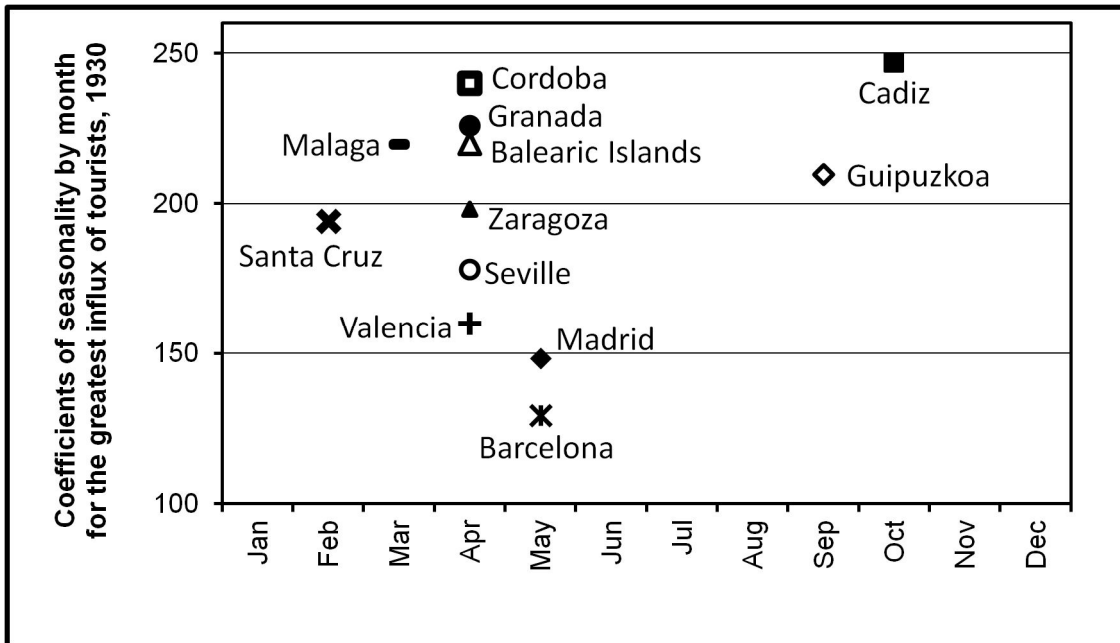 Coefficients of seasonality by month
for the greatest influx of tourists, 1930
250
200
150
100
Cordoba
Granada
Malaga
Balearic Islands
Zaragoza
Santa Cruz
Seville
Valencia
Madrid
Barcelona
Cadiz
Guipuzkoa
Jan
Feb
Mar
Apr
May
Jun
Jul
Aug
Sep
Oct
Nov
Dec